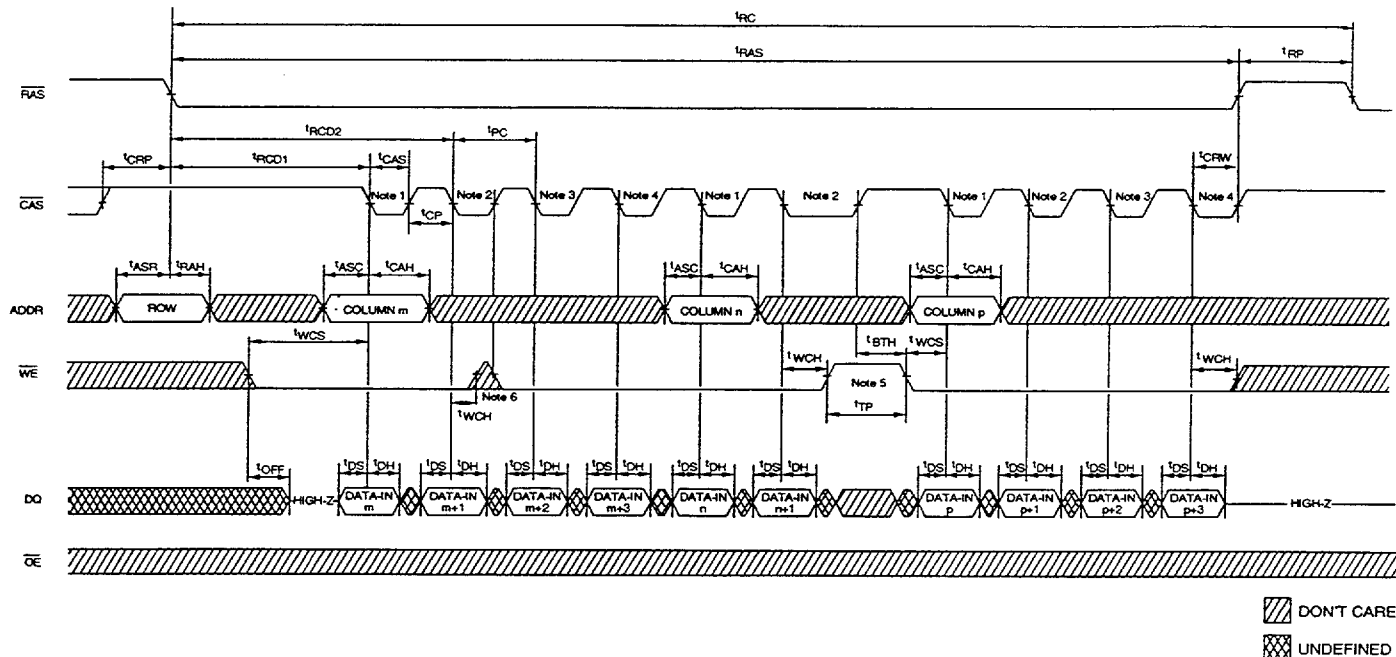 tRC
tRAS
tRP
RAS
tRCD2
tPC
tCRP
tRCD1
tCAS
tCRW
CAS
Note 1
Note 2
Note 3
Note 4
Note 1
Note 2
Note 1
Note 2
Note 3
Note 4
tCP
tASR
tRAH
tASC
tCAH
tASC
tCAH
tASC
tCAH
ADDR
ROW
COLUMN m
COLUMN n
COLUMN p
tWCS
tWCH
tBTH
tWCS
tWCH
WE
Note 6
Note 5
tWCH
tTP
tOFF
tDS
tDH
tDS
tDH
tDS
tDH
tDS
tDH
tDS
tDH
tDS
tDH
tDS
tDH
tDS
tDH
tDS
tDH
tDS
tDH
DQ
HIGH-Z
DATA-IN
m
DATA-IN
m+1
DATA-IN
m+2
DATA-IN
m+3
DATA-IN
n
DATA-IN
n+1
DATA-IN
p
DATA-IN
p+1
DATA-IN
p+2
DATA-IN
p+3
HIGH-Z
OE
DON'T CARE
UNDEFINED